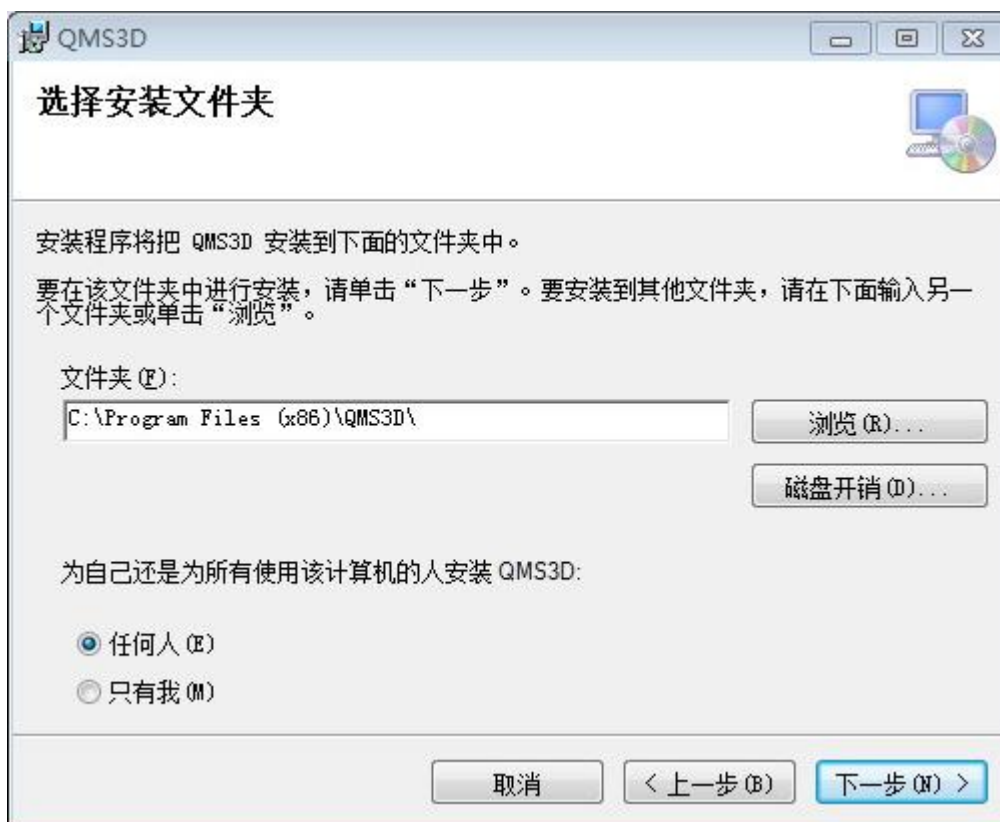 QMS3D
选择安装文件夹
安装程序将把 QMS3D 安装到下面的文件夹中。
要在该文件夹中进行安装，请单击“下一步”。要安装到其他文件夹，请在下面输入另一
个文件夹或单击“浏览”。
文件夹(F):
C:\Program Files (x86)\QMS3D\
浏览(R)...
磁盘开销(D)...
为自己还是为所有使用该计算机的人安装 QMS3D:
任何人(E)
只有我(M)
取消
< 上一步(B)
下一步(N) >